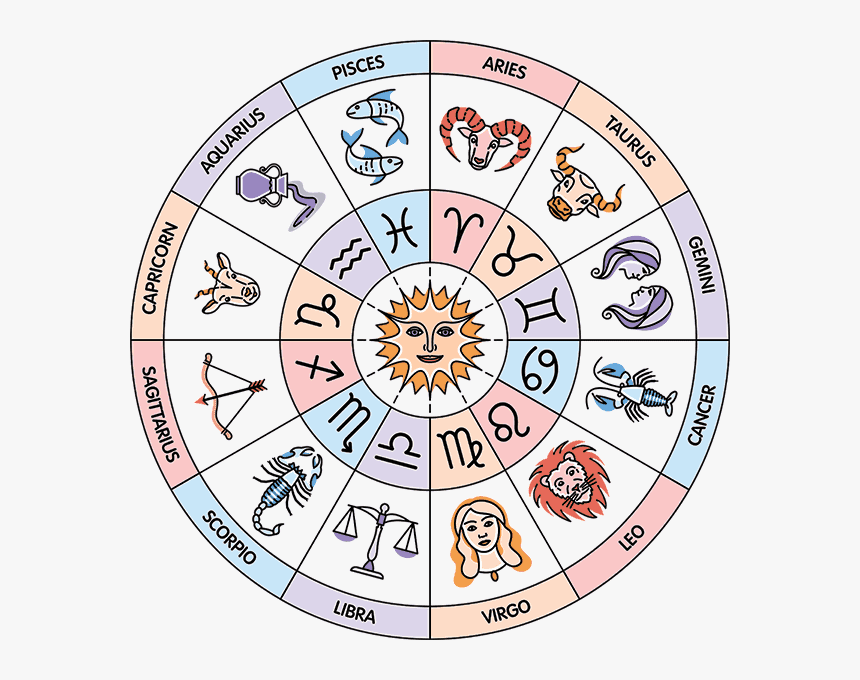 ARIES
TAURUS
GEMINI
CANCER
LEO
VIRGO
LIBRA
SCORPIO
SAGITTARIUS
CAPRICORN
AQUARIUS
PISCES
♈
♉
♊
♋
♌
♍
♎
♏
♐
♑
♒
♓